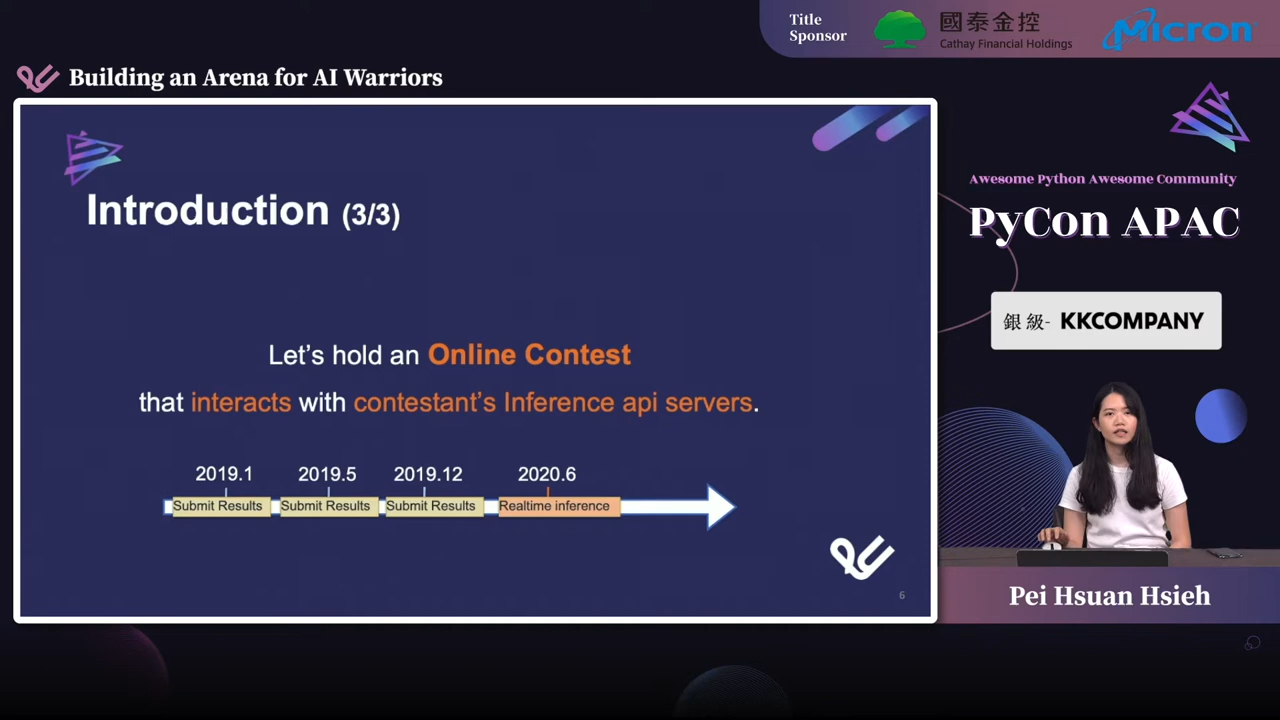 Title
Sponsor
國泰金控
Cathay Financial Holdings
Micron
Building an Arena for AI Warriors
Introduction (3/3)
Let's hold an Online Contest
that interacts with contestant's Inference api servers.
2019.1
2019.5
2019.12
2020.6
Submit Results
Submit Results
Submit Results
Realtime inference
6
Awesome Python Awesome Community
PyCon APAC
銀級- KKCOMPANY
Pei Hsuan Hsieh